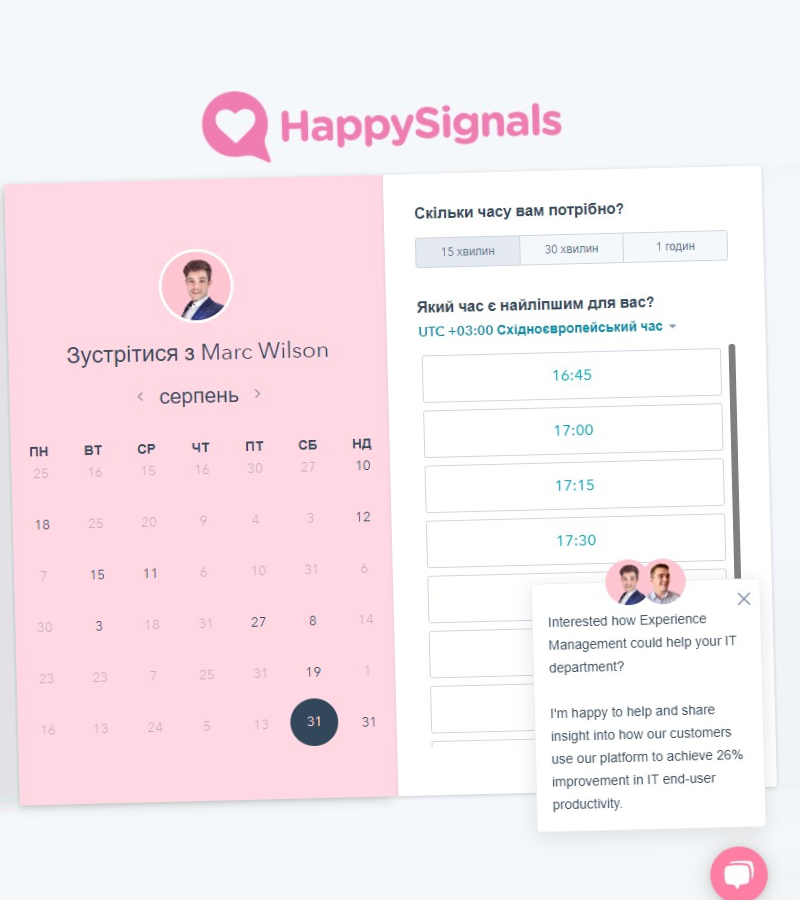 HappySignals
Зустрітися з Marc Wilson
серпень
ПН ВТ СР ЧТ ПТ СБ НД
25 16 15 16 30 27 10
18 25 20 9 4 3 12
7 15 11 6 10 31 6
30 3 18 31 27 8 14
23 23 7 25 31 19 1
16 13 24 5 13 31 31
Скільки часу вам потрібно?
15 хвилин 30 хвилин 1 годин
Який час є найліпшим для вас?
UTC +03:00 Східноєвропейський час
16:45
17:00
17:15
17:30
Interested how Experience
Management could help your IT
department?
I'm happy to help and share
insight into how our customers
use our platform to achieve 26%
improvement in IT end-user
productivity.